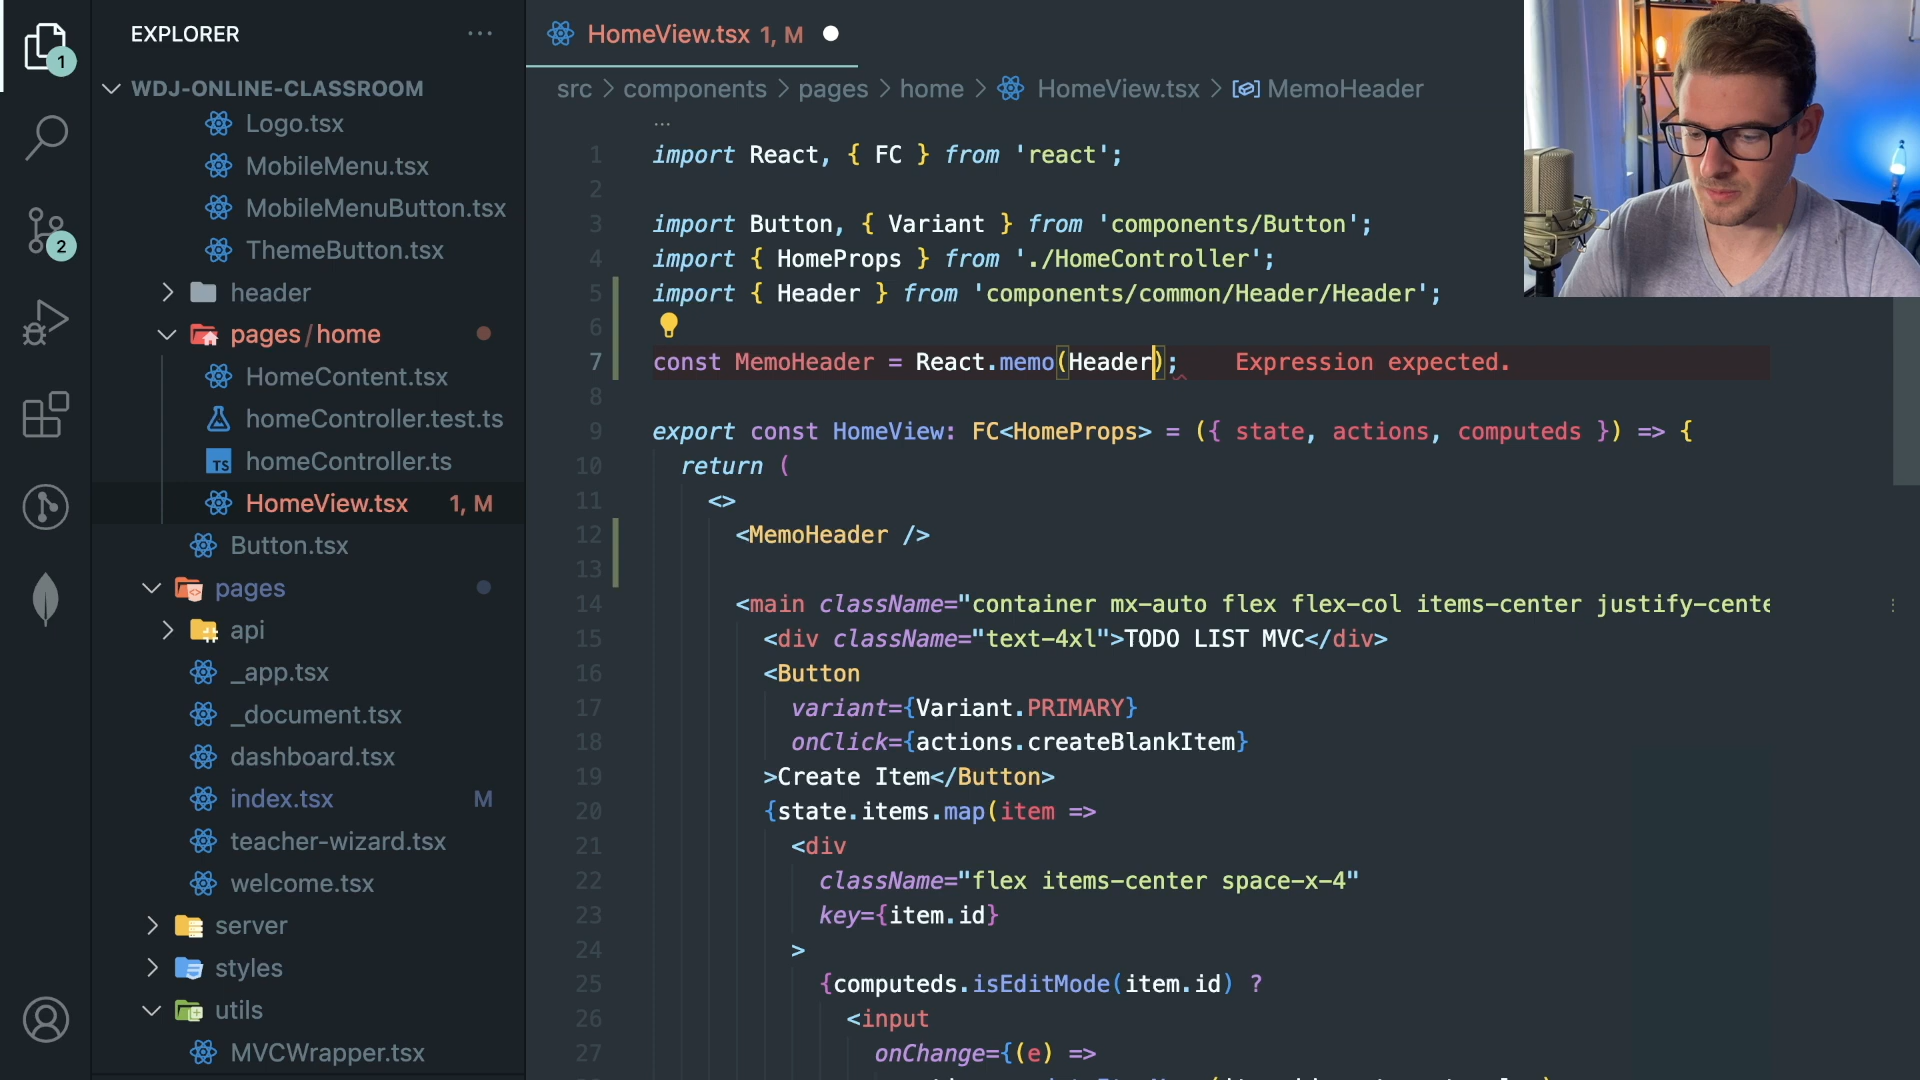 1
2
EXPLORER
...
WDJ-ONLINE-CLASSROOM
Logo.tsx
MobileMenu.tsx
MobileMenuButton.tsx
ThemeButton.tsx
header
pages/home
HomeContent.tsx
homeController.test.ts
TS homeController.ts
HomeView.tsx 1, M
Button.tsx
pages
api
_app.tsx
_document.tsx
dashboard.tsx
index.tsx M
teacher-wizard.tsx
welcome.tsx
server
styles
utils
MVCWrapper.tsx
HomeView.tsx 1, M
src > components > pages > home > HomeView.tsx > MemoHeader
...
1 import React, { FC } from 'react';
2
3 import Button, { Variant } from 'components/Button';
4 import { HomeProps } from './HomeController';
5 import { Header } from 'components/common/Header/Header';
6
7 const MemoHeader = React.memo(Header); Expression expected.
8
9 export const HomeView: FC<HomeProps> = ({ state, actions, computeds }) => {
10 return (
11 <>
12 <MemoHeader />
13
14 <main className="container mx-auto flex flex-col items-center justify-cente
15 <div className="text-4xl">TODO LIST MVC</div>
16 <Button
17 variant={Variant.PRIMARY}
18 onClick={actions.createBlankItem}
19 >Create Item</Button>
20 {state.items.map(item =>
21 <div
22 className="flex items-center space-x-4"
23 key={item.id}
24 >
25 {computeds.isEditMode(item.id) ?
26 <input
27 onChange={(e) =>